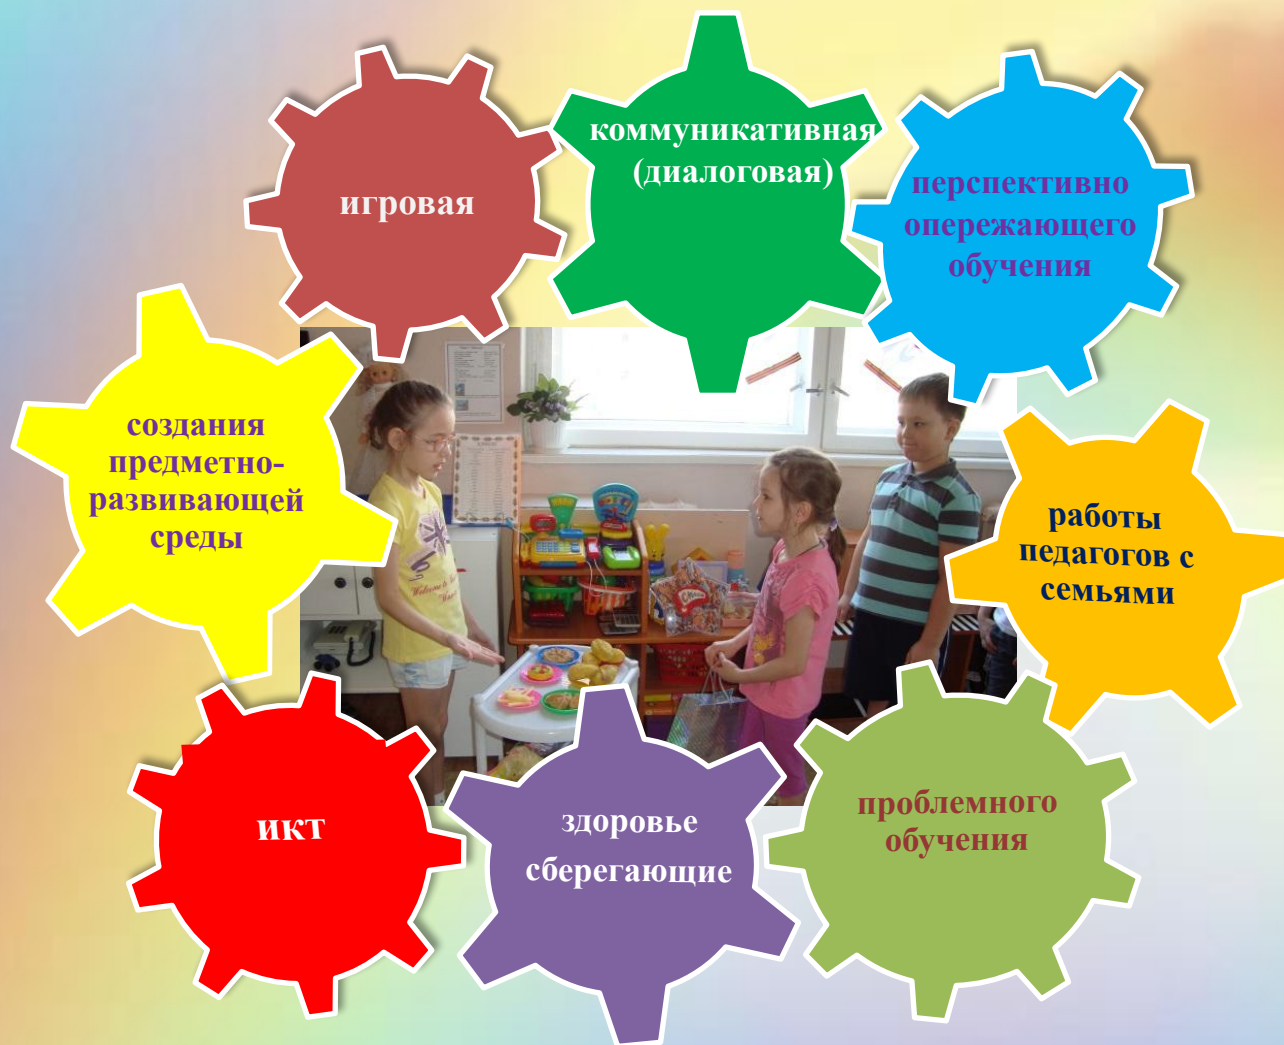 игровая
коммуникативная
(диалоговая)
перспективно
опережающего
обучения
создания
предметно-
развивающей
среды
работы
педагогов с
семьями
икт
здоровье
сберегающие
проблемного
обучения